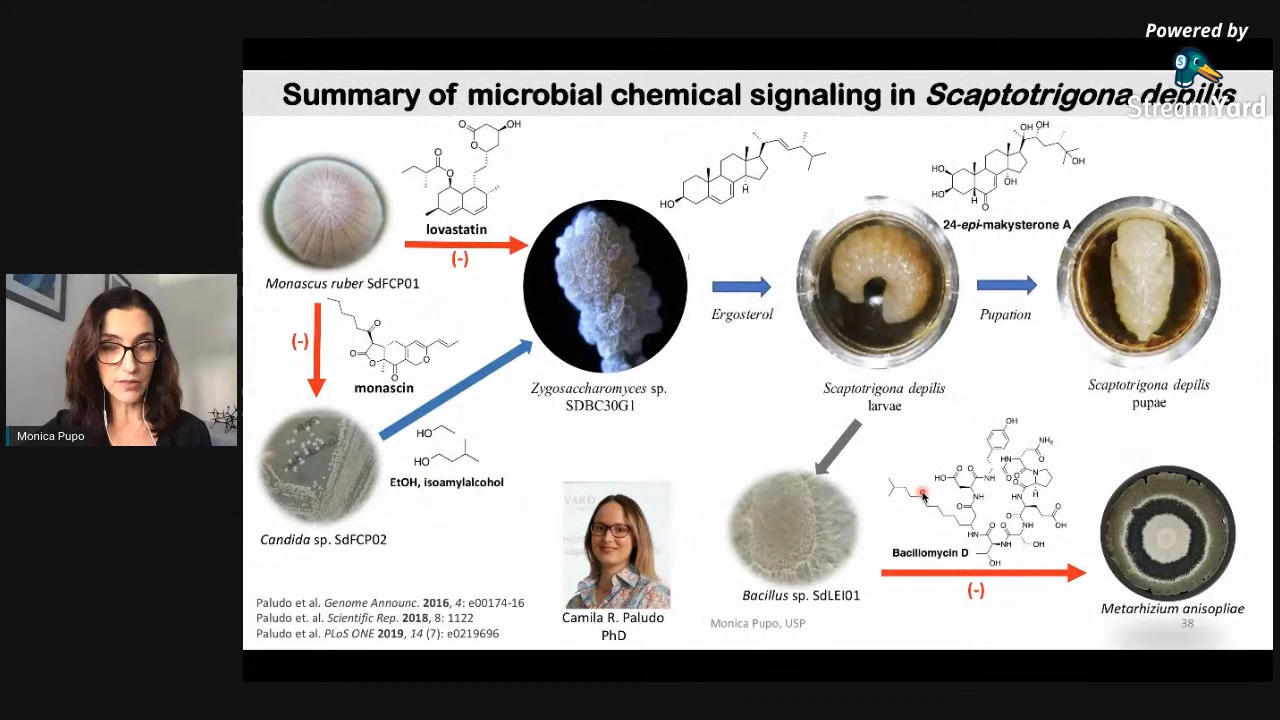 Powered by
StreamYard
Summary of microbial chemical signaling in Scaptotrigona depilis
lovastatin
(-)
Monascus ruber SdFCP01
(-)
monascin
Candida sp. SdFCP02
EtOH, isoamylalcohol
Zygosaccharomyces sp.
SDBC30G1
Ergosterol
Scaptotrigona depilis
larvae
24-epi-makysterone A
Pupation
Scaptotrigona depilis
pupae
Bacillus sp. SdLEI01
Bacillomycin D
(-)
Metarhizium anisopliae
Paludo et al. Genome Announc. 2016, 4: e00174-16
Paludo et al. Scientific Rep. 2018, 8: 1122
Paludo et al. PLoS ONE 2019, 14 (7): e0219696
Camila R. Paludo
PhD
Monica Pupo, USP
38
Monica Pupo